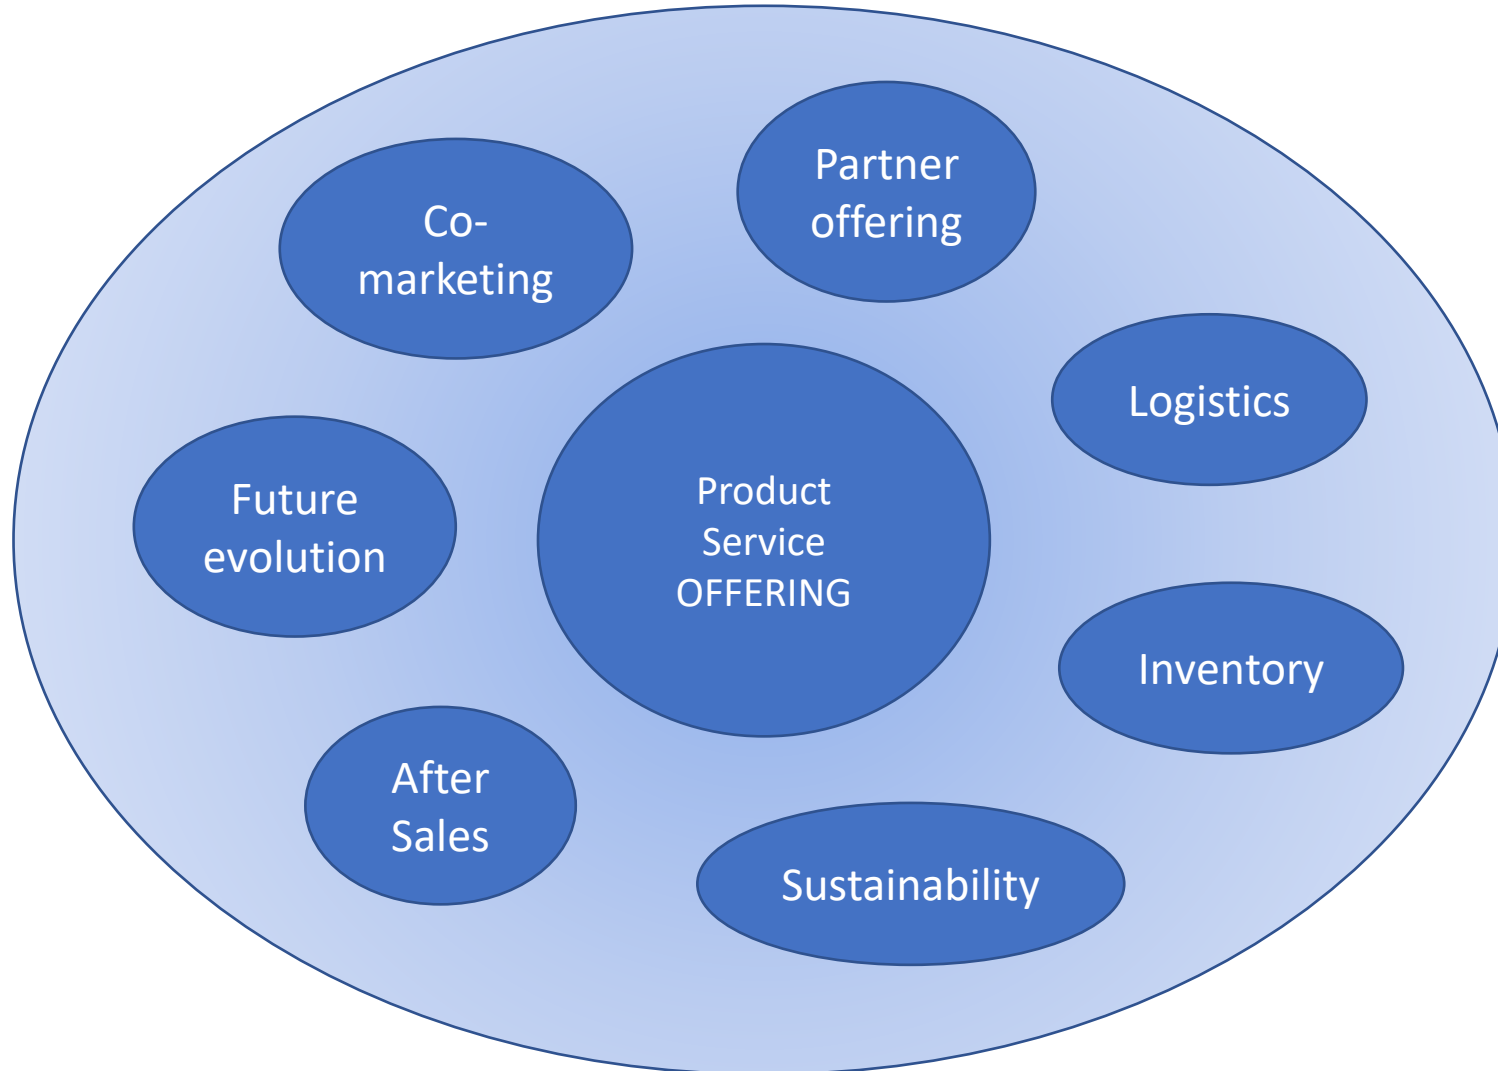 Partner
offering
Co-
marketing
Logistics
Product
Service
OFFERING
Future
evolution
Inventory
After
Sales
Sustainability